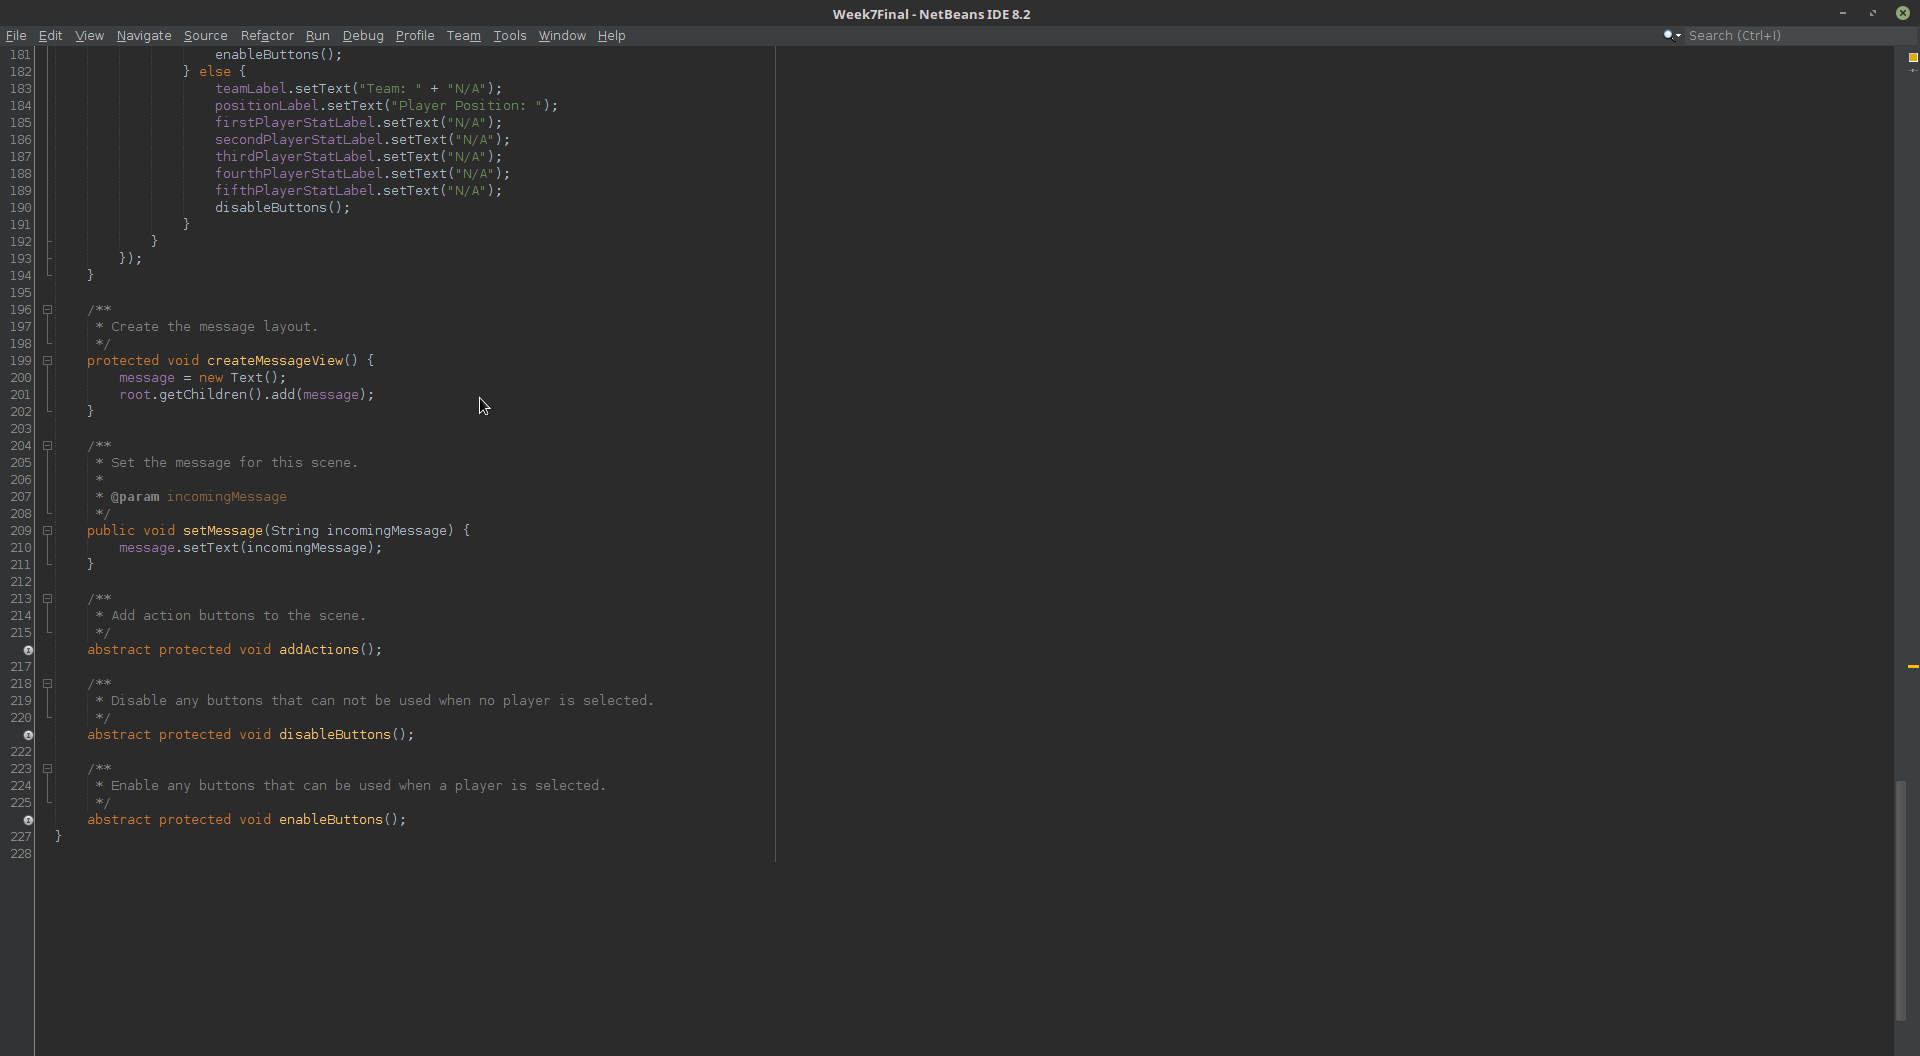 Week7Final - NetBeans IDE 8.2
File Edit View Navigate Source Refactor Run Debug Profile Team Tools Window Help Search (Ctrl+I)
181 enableButtons();
182 } else {
183 teamLabel.setText("Team: " + "N/A");
184 positionLabel.setText("Player Position: ");
185 firstPlayerStatLabel.setText("N/A");
186 secondPlayerStatLabel.setText("N/A");
187 thirdPlayerStatLabel.setText("N/A");
188 fourthPlayerStatLabel.setText("N/A");
189 fifthPlayerStatLabel.setText("N/A");
190 disableButtons();
191 }
192 }
193 });
194 }
195
196 /**
197 * Create the message layout.
198 */
199 protected void createMessageView() {
200 message = new Text();
201 root.getChildren().add(message);
202 }
203
204 /**
205 * Set the message for this scene.
206 *
207 * @param incomingMessage
208 */
209 public void setMessage(String incomingMessage) {
210 message.setText(incomingMessage);
211 }
212
213 /**
214 * Add action buttons to the scene.
215 */
abstract protected void addActions();
217
218 /**
219 * Disable any buttons that can not be used when no player is selected.
220 */
abstract protected void disableButtons();
222
223 /**
224 * Enable any buttons that can be used when a player is selected.
225 */
abstract protected void enableButtons();
227 }
228